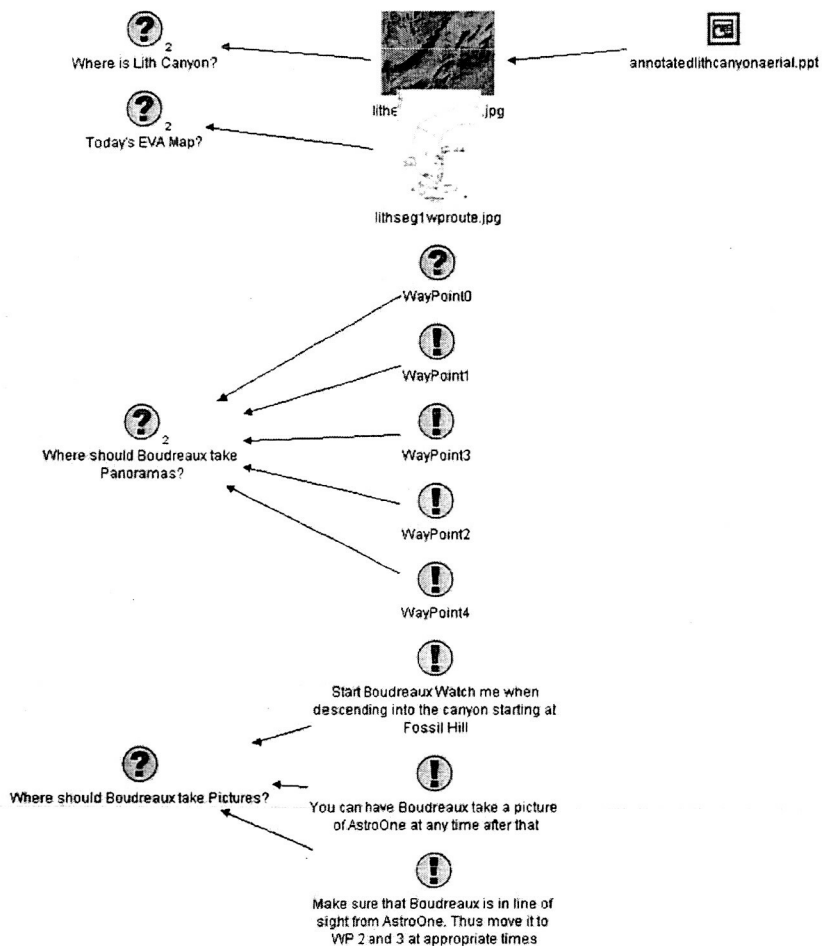 2
Where is Lith Canyon?
annotatedlithcanyonaerial.ppt
lithse .jpg
2
Today's EVA Map?
lithseg1wproute.jpg
?
WayPoint0
!
WayPoint1
?
2
Where should Boudreaux take
Panoramas?
!
WayPoint3
!
WayPoint2
!
WayPoint4
!
Start Boudreaux Watch me when
descending into the canyon starting at
Fossil Hill
?
Where should Boudreaux take Pictures?
!
You can have Boudreaux take a picture
of AstroOne at any time after that
!
Make sure that Boudreaux is in line of
sight from AstroOne. Thus move it to
WP 2 and 3 at appropriate times